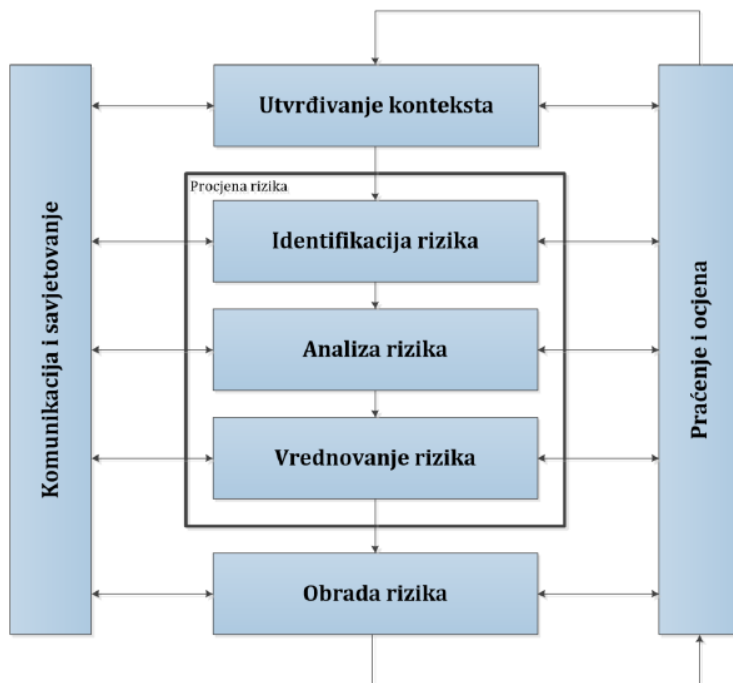 Utvrđivanje konteksta
Procjena rizika
Identifikacija rizika
Analiza rizika
Vrednovanje rizika
Obrada rizika
Komunikacija i savjetovanje
Praćenje i ocjena